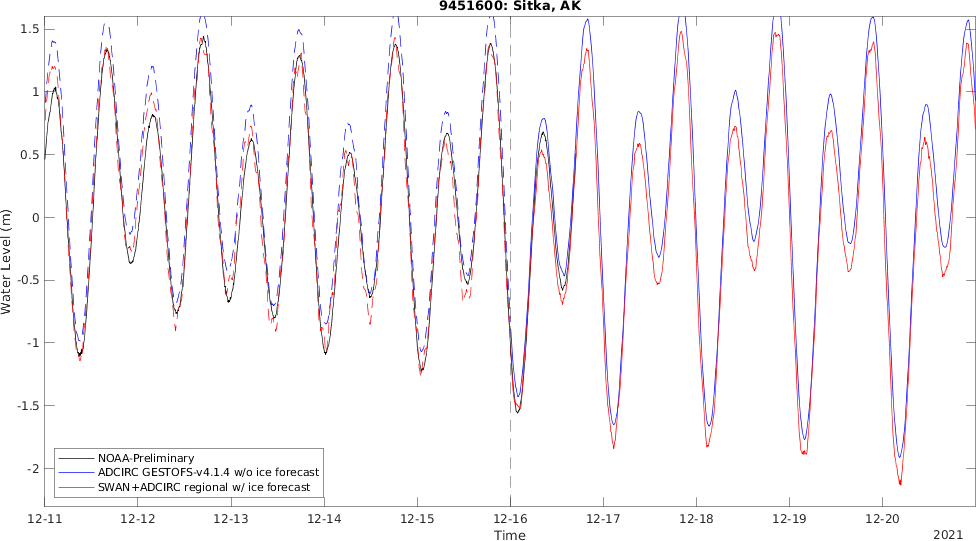 9451600: Sitka, AK
Water Level (m)
1.5
1
0.5
0
-0.5
-1
-1.5
-2
NOAA-Preliminary
ADCIRC GESTOFS-v4.1.4 w/o ice forecast
SWAN+ADCIRC regional w/ ice forecast
12-11 12-12 12-13 12-14 12-15 12-16 12-17 12-18 12-19 12-20
Time
2021